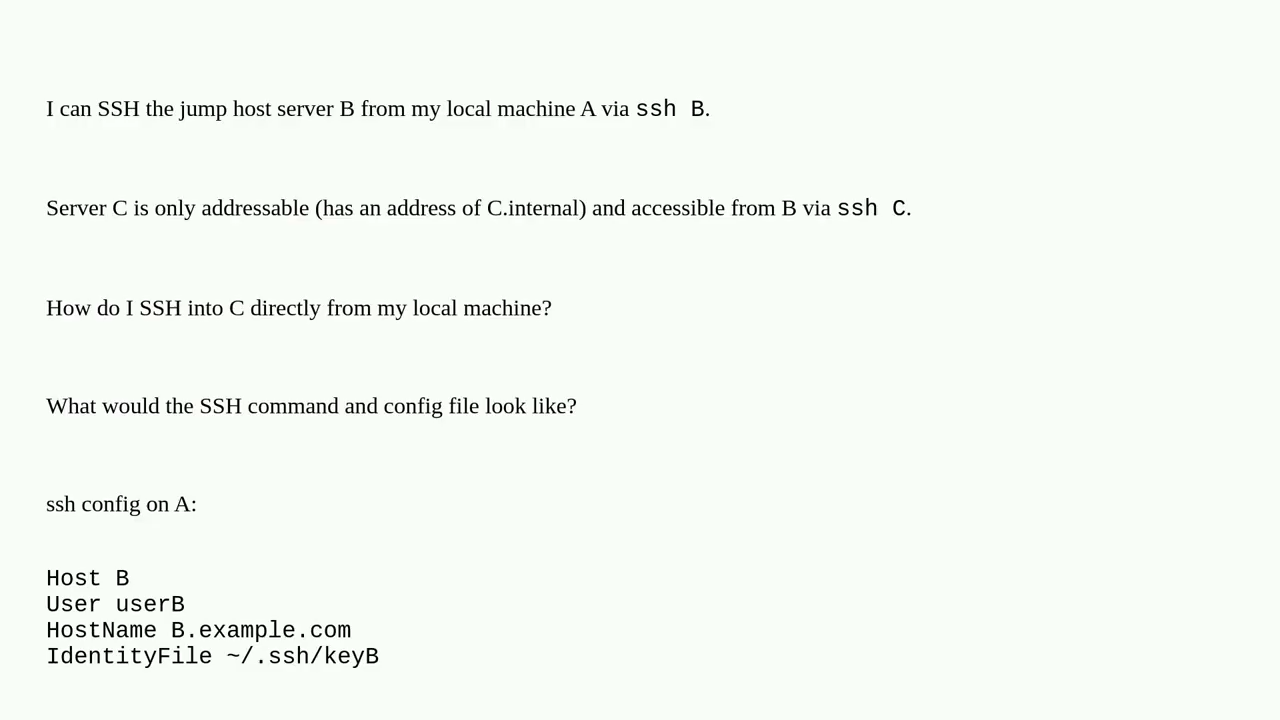 I can SSH the jump host server B from my local machine A via ssh B.
Server C is only addressable (has an address of C.internal) and accessible from B via ssh C.
How do I SSH into C directly from my local machine?
What would the SSH command and config file look like?
ssh config on A:
Host B
User userB
HostName B.example.com
IdentityFile ~/.ssh/keyB